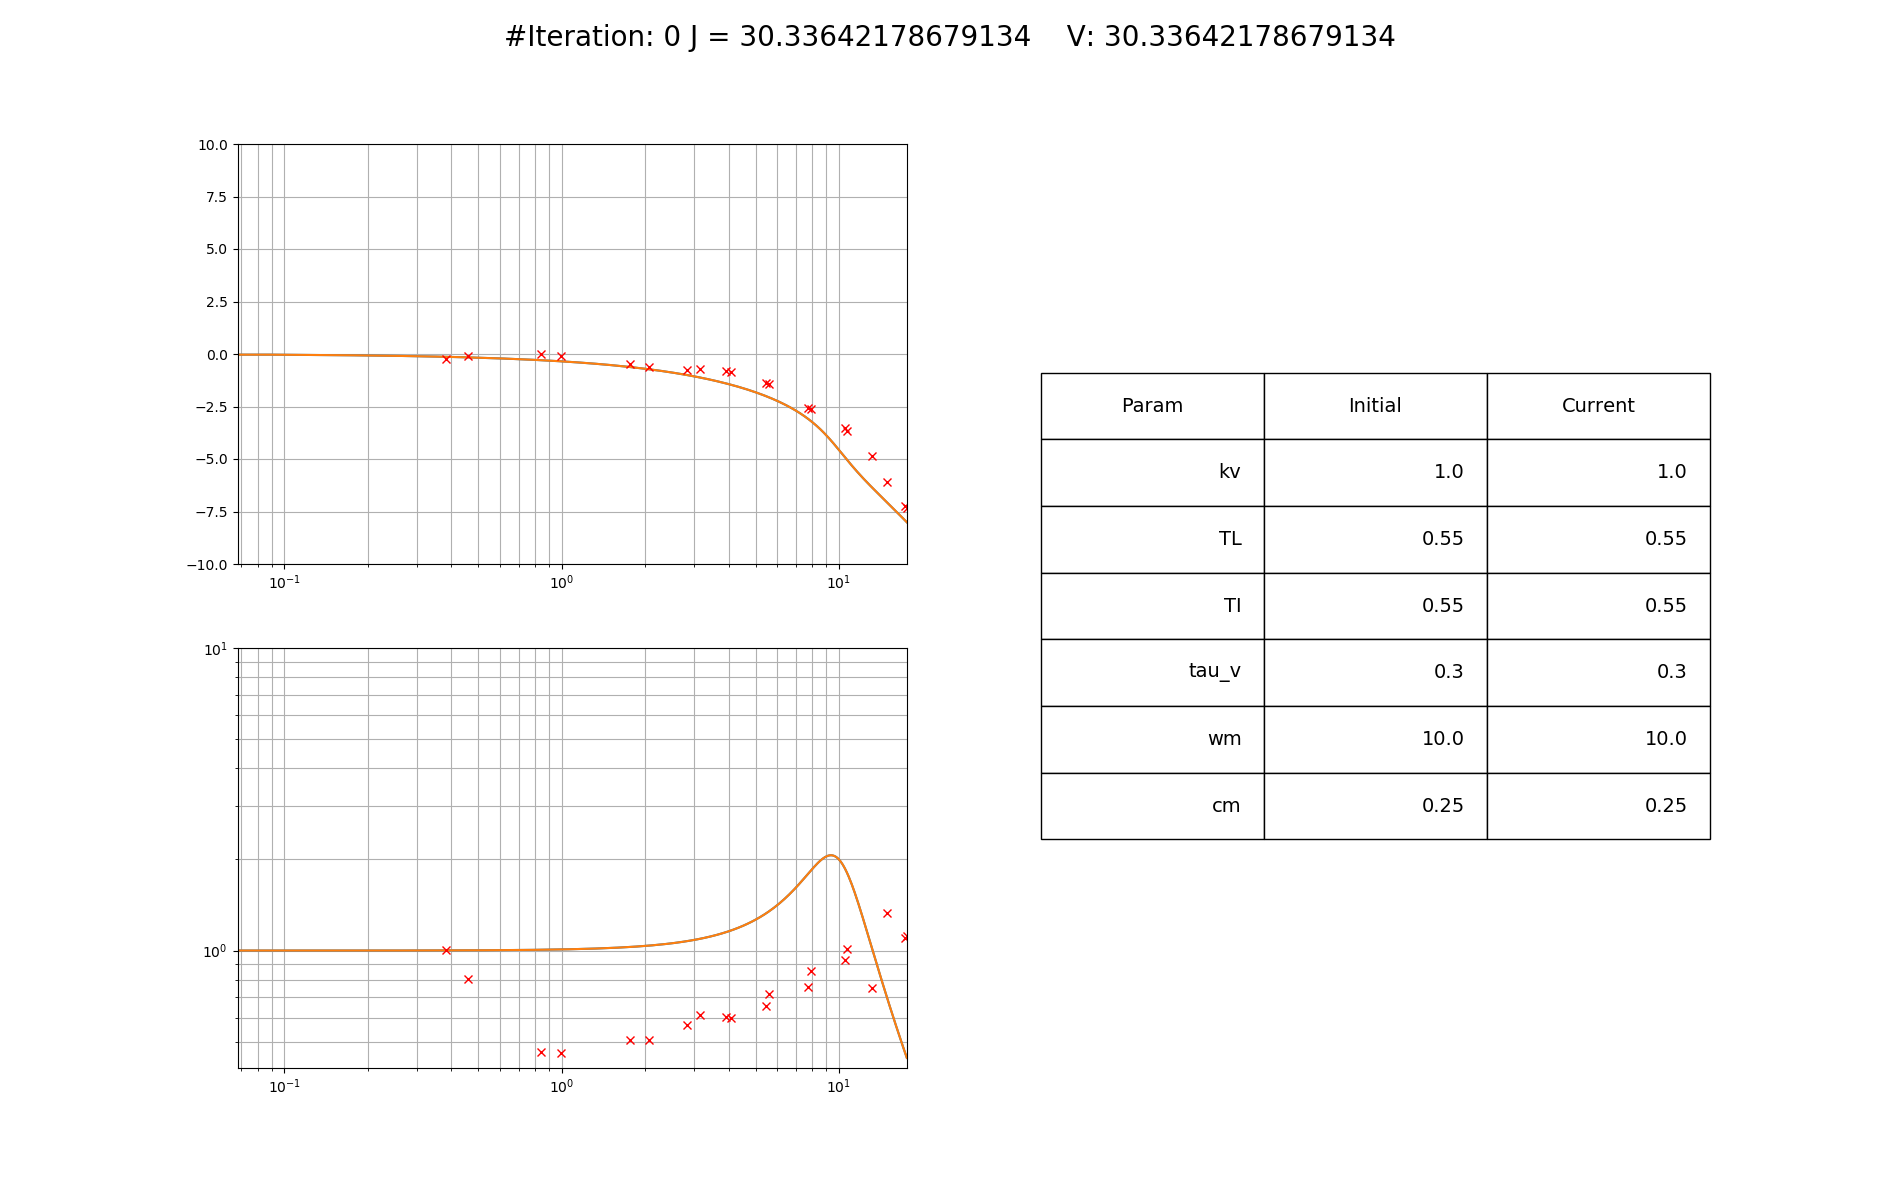 #Iteration: 0 J = 30.33642178679134    V: 30.33642178679134
10.0
7.5
5.0
2.5
0.0
−2.5
−5.0
−7.5
−10.0
10⁻¹ 10⁰ 10¹
10¹
10⁰
10⁻¹ 10⁰ 10¹
Param Initial Current
kv 1.0 1.0
TL 0.55 0.55
TI 0.55 0.55
tau_v 0.3 0.3
wm 10.0 10.0
cm 0.25 0.25